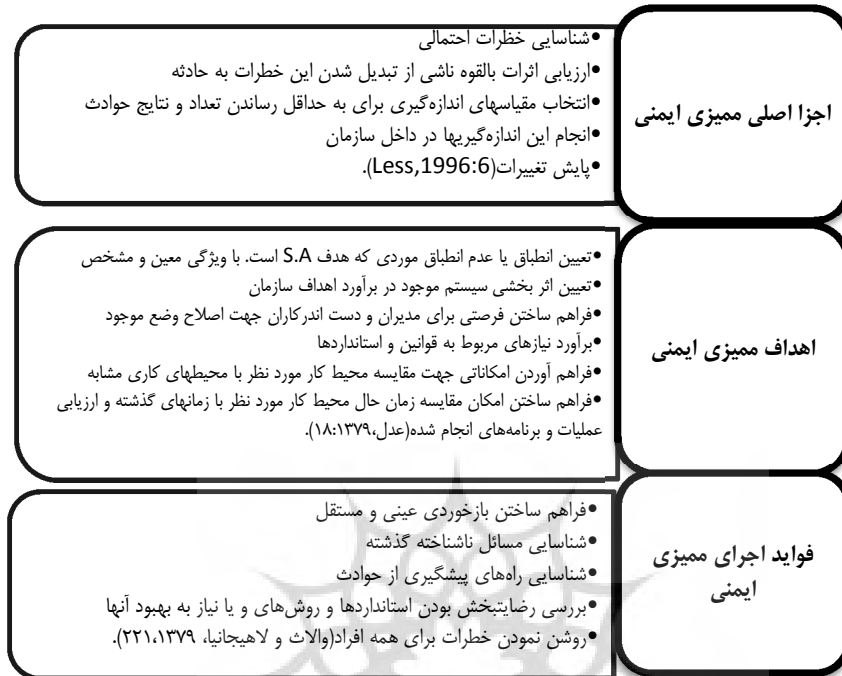 اجزا اصلی ممیزی ایمنی
•شناسایی خظرات احتمالی
•ارزیابی اثرات بالقوه ناشی از تبدیل شدن این خطرات به حادثه
•انتخاب مقیاسهای اندازه‌گیری برای به حداقل رساندن تعداد و نتایج حوادث
•انجام این اندازه‌گیریها در داخل سازمان
•پایش تغییرات(Less,1996:6).
اهداف ممیزی ایمنی
•تعیین انطباق یا عدم انطباق موردی که هدف S.A است. با ویژگی معین و مشخص
•تعیین اثر بخشی سیستم موجود در برآورد اهداف سازمان
•فراهم ساختن فرصتی برای مدیران و دست اندرکاران جهت اصلاح وضع موجود
•برآورد نیازهای مربوط به قوانین و استانداردها
•فراهم آوردن امکاناتی جهت مقایسه محیط کار مورد نظر با محیطهای کاری مشابه
•فراهم ساختن امکان مقایسه زمان حال محیط کار مورد نظر با زمانهای گذشته و ارزیابی
عملیات و برنامه‌های انجام شده(عدل،۱۸:۱۳۷۹).
فواید اجرای ممیزی
ایمنی
•فراهم ساختن بازخوردی عینی و مستقل
•شناسایی مسائل ناشناخته گذشته
•شناسایی راه‌های پیشگیری از حوادث
•بررسی رضایتبخش بودن استانداردها و روش‌های و یا نیاز به بهبود آنها
•روشن نمودن خطرات برای همه افراد(والاث و لاهیجانیا، ۲۲۱،۱۳۷۹).